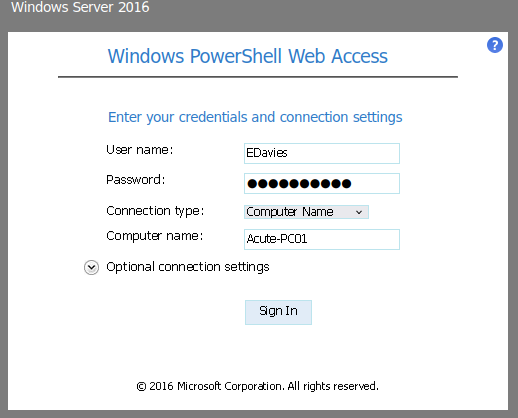 Windows Server 2016
?
Windows PowerShell Web Access
Enter your credentials and connection settings
User name: EDavies
Password: ●●●●●●●●●●
Connection type: Computer Name
Computer name: Acute-PC01
Optional connection settings
Sign In
© 2016 Microsoft Corporation. All rights reserved.